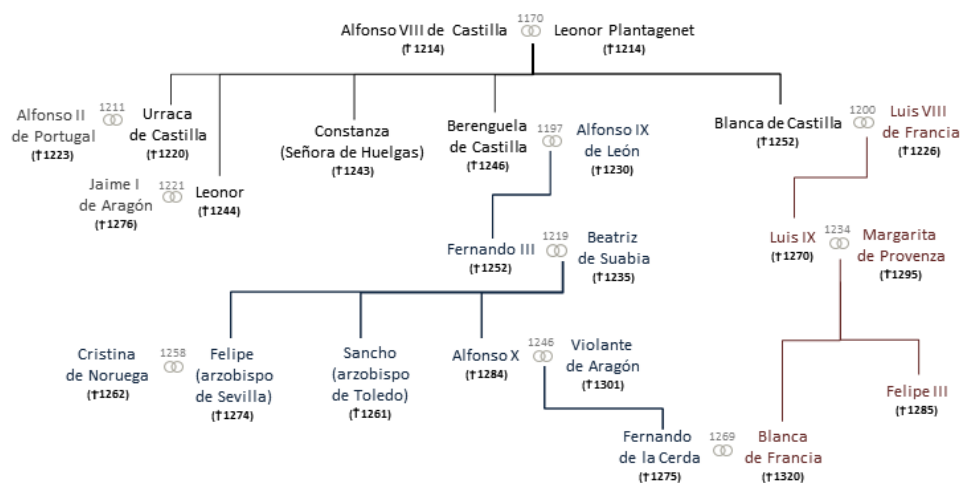 Alfonso VIII de Castilla
(†1214)
1170
Leonor Plantagenet
(†1214)
Alfonso II
de Portugal
(†1223)
1211
Urraca
de Castilla
(†1220)
Constanza
(Señora de Huelgas)
(†1243)
Berenguela
de Castilla
(†1246)
1197
Alfonso IX
de León
(†1230)
Blanca de Castilla
(†1252)
1200
Luis VIII
de Francia
(†1226)
Jaime I
de Aragón
(†1276)
1221
Leonor
(†1244)
Fernando III
(†1252)
1219
Beatriz
de Suabia
(†1235)
Luis IX
(†1270)
1234
Margarita
de Provenza
(†1295)
Cristina
de Noruega
(†1262)
1258
Felipe
(arzobispo
de Sevilla)
(†1274)
Sancho
(arzobispo
de Toledo)
(†1261)
Alfonso X
(†1284)
1246
Violante
de Aragón
(†1301)
Felipe III
(†1285)
Fernando
de la Cerda
(†1275)
1269
Blanca
de Francia
(†1320)